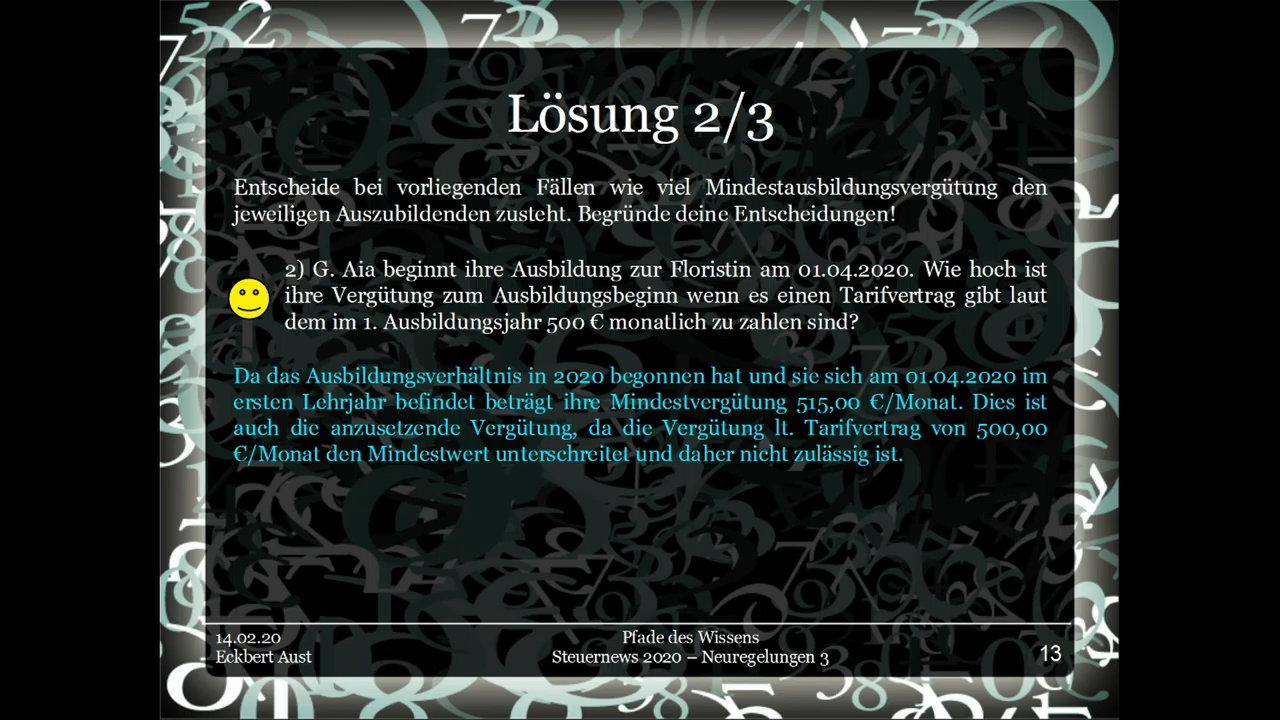 Lösung 2/3
Entscheide bei vorliegenden Fällen wie viel Mindestausbildungsvergütung den
jeweiligen Auszubildenden zusteht. Begründe deine Entscheidungen!
2) G. Aia beginnt ihre Ausbildung zur Floristin am 01.04.2020. Wie hoch ist
ihre Vergütung zum Ausbildungsbeginn wenn es einen Tarifvertrag gibt laut
dem im 1. Ausbildungsjahr 500 € monatlich zu zahlen sind?
Da das Ausbildungsverhältnis in 2020 begonnen hat und sie sich am 01.04.2020 im
ersten Lehrjahr befindet beträgt ihre Mindestvergütung 515,00 €/Monat. Dies ist
auch die anzusetzende Vergütung, da die Vergütung lt. Tarifvertrag von 500,00
€/Monat den Mindestwert unterschreitet und daher nicht zulässig ist.
14.02.20
Eckbert Aust
Pfade des Wissens
Steuernews 2020 – Neuregelungen 3
13